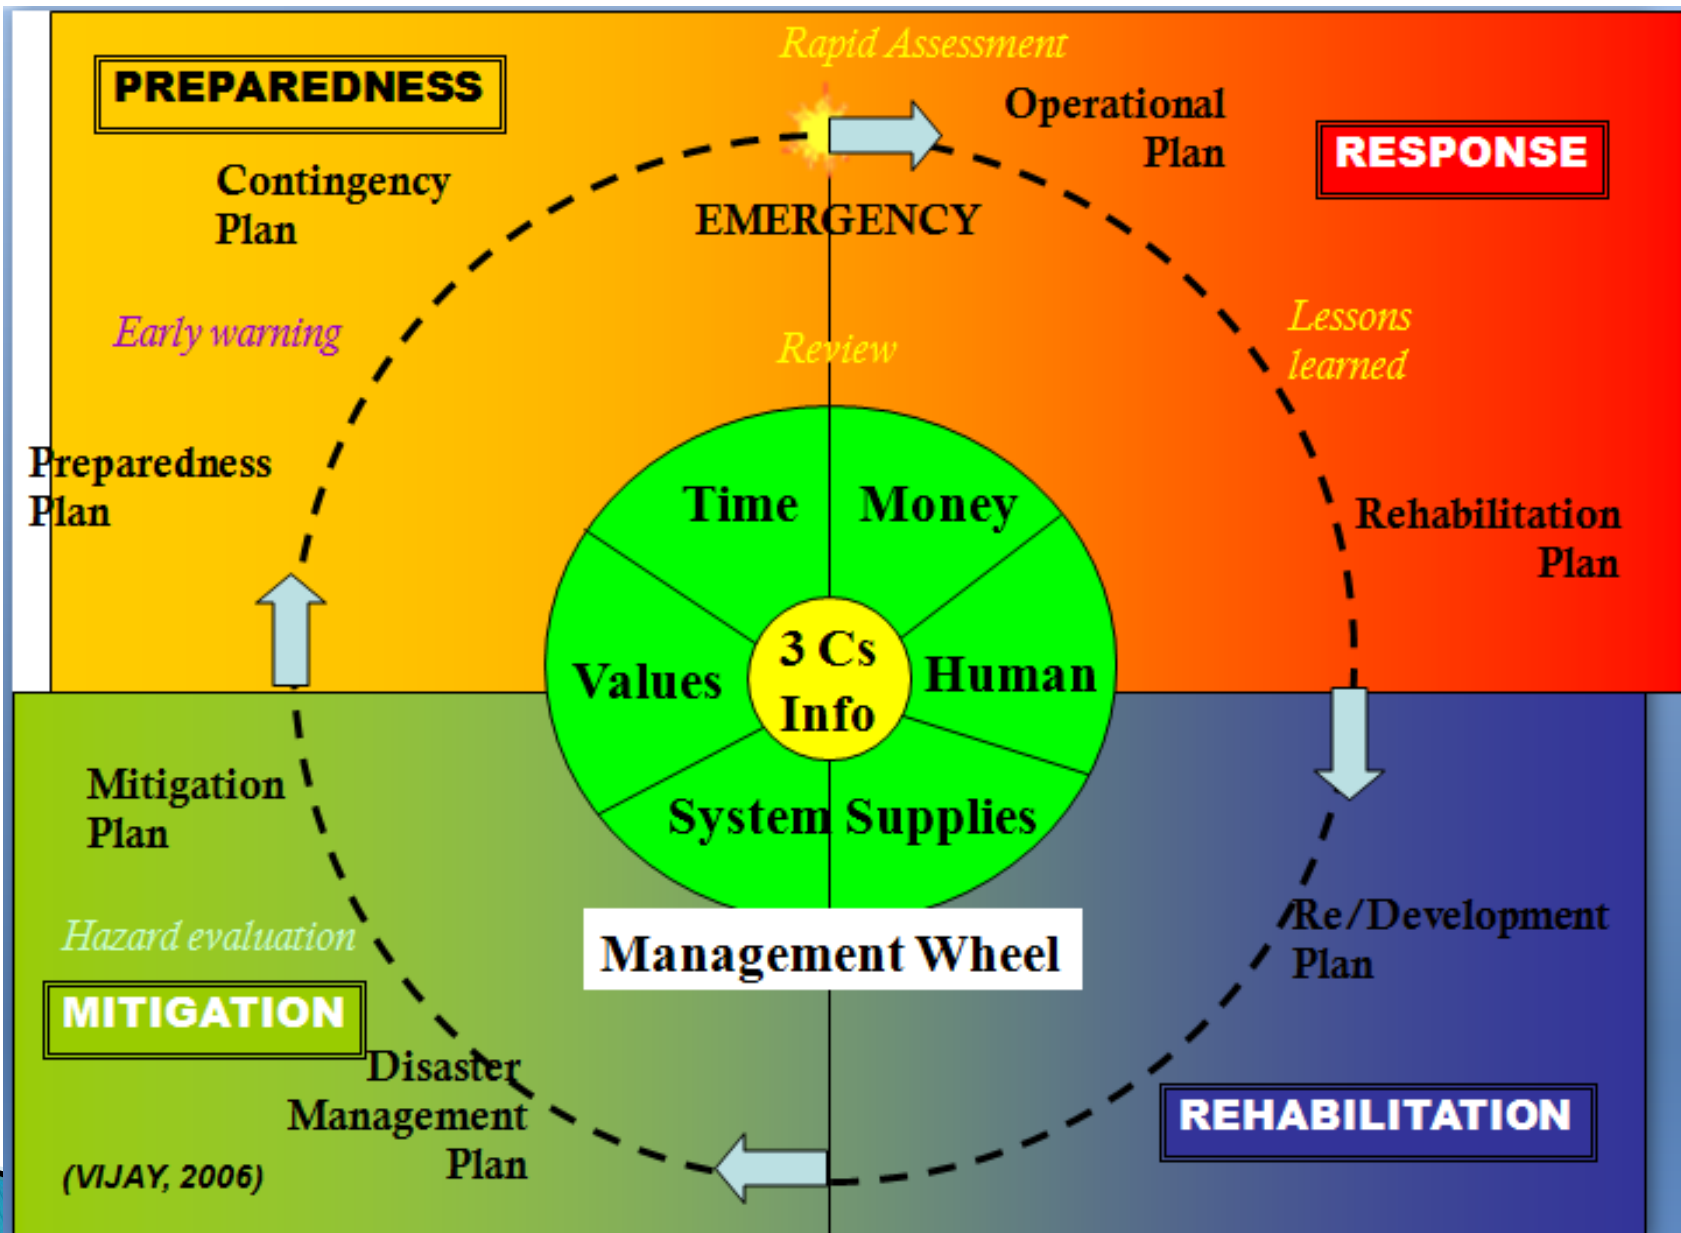 Rapid Assessment
PREPAREDNESS
Operational
Plan
RESPONSE
Contingency
Plan
EMERGENCY
Early warning
Review
Lessons
learned
Preparedness
Plan
Time
Money
Rehabilitation
Plan
Values
3 Cs
Info
Human
System
Supplies
Mitigation
Plan
Hazard evaluation
Management Wheel
Re/Development
Plan
MITIGATION
Disaster
Management
Plan
REHABILITATION
(VIJAY, 2006)